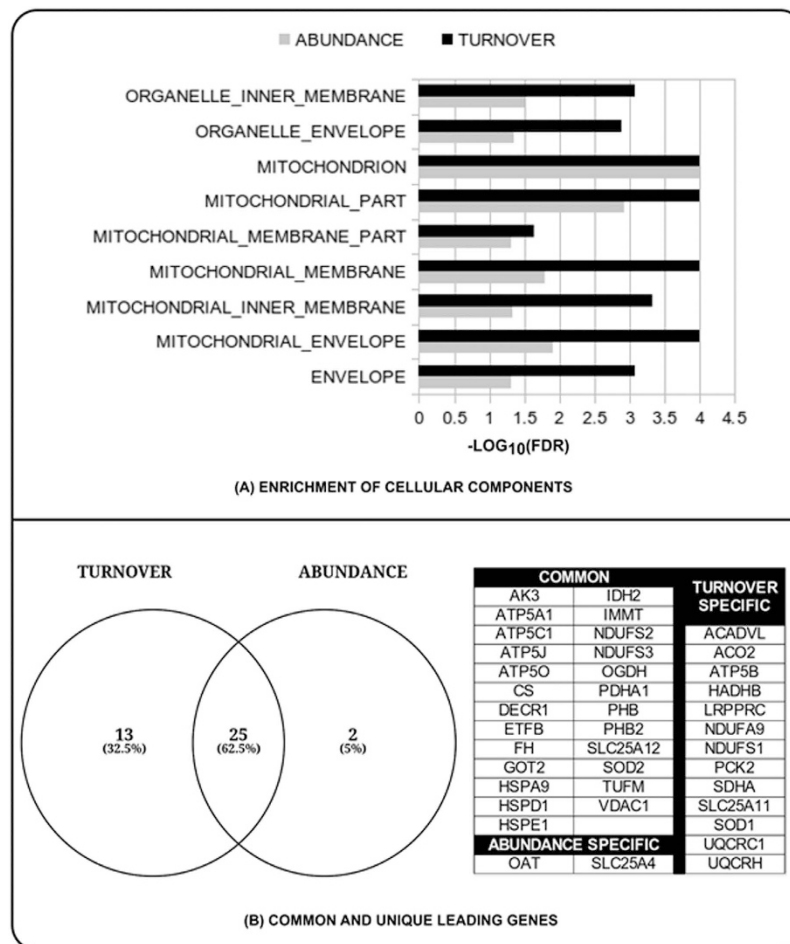 ABUNDANCE TURNOVER
ORGANELLE_INNER_MEMBRANE
ORGANELLE_ENVELOPE
MITOCHONDRION
MITOCHONDRIAL_PART
MITOCHONDRIAL_MEMBRANE_PART
MITOCHONDRIAL_MEMBRANE
MITOCHONDRIAL_INNER_MEMBRANE
MITOCHONDRIAL_ENVELOPE
ENVELOPE
0 0.5 1 1.5 2 2.5 3 3.5 4 4.5
-LOG10(FDR)
(A) ENRICHMENT OF CELLULAR COMPONENTS
TURNOVER ABUNDANCE
13 25 2
(32.5%) (62.5%) (5%)
COMMON
AK3 IDH2
ATP5A1 IMMT
ATP5C1 NDUFS2
ATP5J NDUFS3
ATP5O OGDH
CS PDHA1
DECR1 PHB
ETFB PHB2
FH SLC25A12
GOT2 SOD2
HSPA9 TUFM
HSPD1 VDAC1
HSPE1
ABUNDANCE SPECIFIC
OAT SLC25A4
TURNOVER
SPECIFIC
ACADVL
ACO2
ATP5B
HADHB
LRPPRC
NDUFA9
NDUFS1
PCK2
SDHA
SLC25A11
SOD1
UQCRC1
UQCRH
(B) COMMON AND UNIQUE LEADING GENES